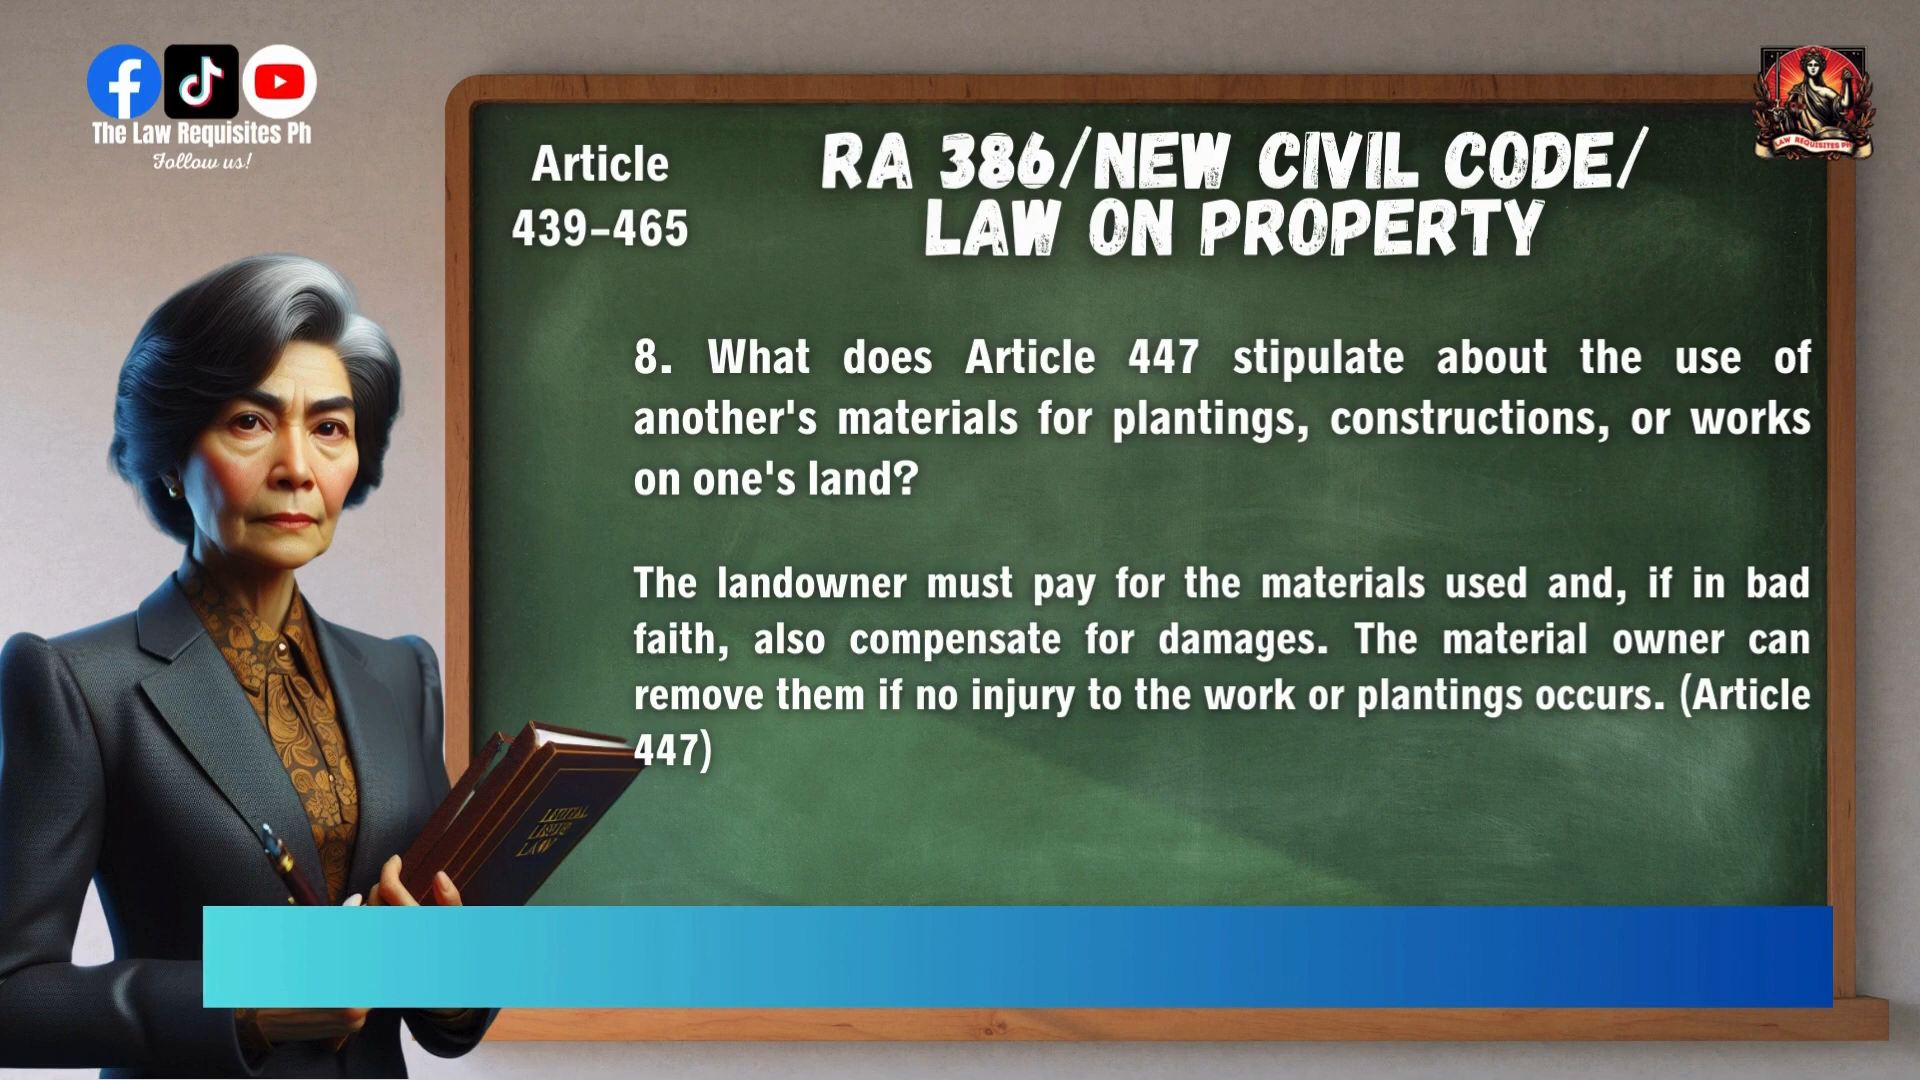 The Law Requisites Ph
Follow us!
LAW REQUISITES PH
Article
439-465
RA 386/NEW CIVIL CODE/
LAW ON PROPERTY
8. What does Article 447 stipulate about the use of
another's materials for plantings, constructions, or works
on one's land?
The landowner must pay for the materials used and, if in bad
faith, also compensate for damages. The material owner can
remove them if no injury to the work or plantings occurs. (Article
447)